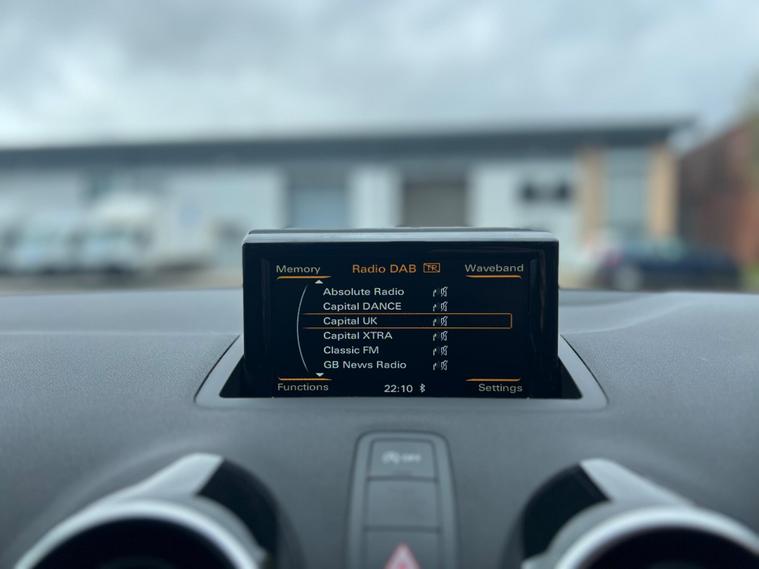 Memory Radio DAB TP Waveband
Absolute Radio
Capital DANCE
Capital UK
Capital XTRA
Classic FM
GB News Radio
Functions 22:10 Settings
OFF